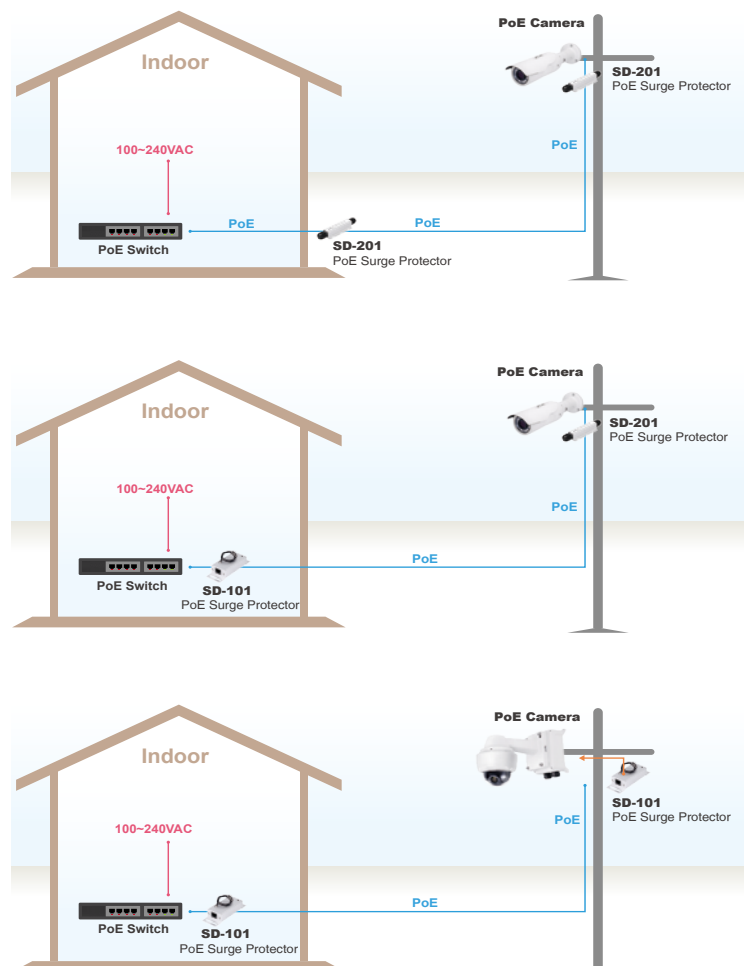 PoE Camera
Indoor
SD-201
PoE Surge Protector
100~240VAC
PoE
PoE
PoE
PoE Switch
SD-201
PoE Surge Protector
PoE Camera
Indoor
SD-201
PoE Surge Protector
100~240VAC
PoE
PoE
PoE Switch
SD-101
PoE Surge Protector
PoE Camera
Indoor
SD-101
PoE Surge Protector
PoE
100~240VAC
PoE
PoE Switch
SD-101
PoE Surge Protector